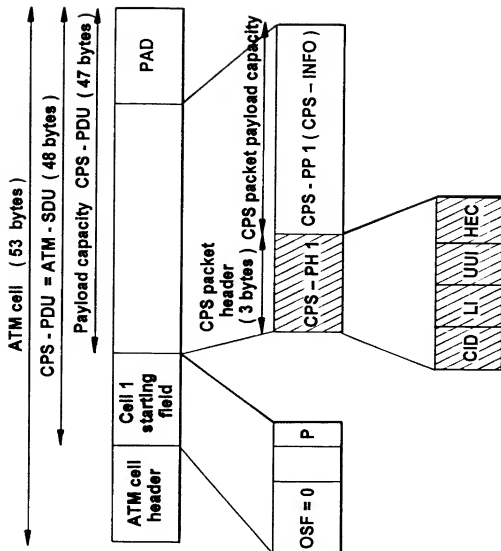 ATM cell ( 53 bytes )
CPS - PDU = ATM - SDU ( 48 bytes )
Payload capacity CPS - PDU ( 47 bytes )
ATM cell
header
Cell 1
starting
field
PAD
CPS packet
header
( 3 bytes )
CPS packet payload capacity
OSF = 0
P
CPS – PH 1
CPS - PP 1 ( CPS – INFO )
CID
LI
UUI
HEC